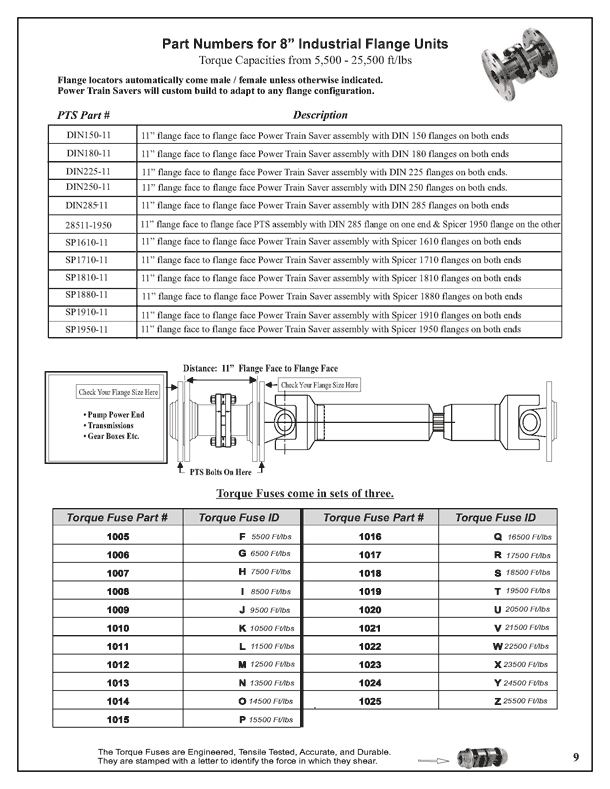 Part Numbers for 8” Industrial Flange Units
Torque Capacities from 5,500 - 25,500 ft/lbs
Flange locators automatically come male / female unless otherwise indicated.
Power Train Savers will custom build to adapt to any flange configuration.
PTS Part # Description
DIN150-11 11” flange face to flange face Power Train Saver assembly with DIN 150 flanges on both ends
DIN180-11 11” flange face to flange face Power Train Saver assembly with DIN 180 flanges on both ends
DIN225-11 11” flange face to flange face Power Train Saver assembly with DIN 225 flanges on both ends.
DIN250-11 11” flange face to flange face Power Train Saver assembly with DIN 250 flanges on both ends.
DIN285-11 11” flange face to flange face Power Train Saver assembly with DIN 285 flanges on both ends
28511-1950 11” flange face to flange face PTS assembly with DIN 285 flange on one end & Spicer 1950 flange on the other
SP1610-11 11” flange face to flange face Power Train Saver assembly with Spicer 1610 flanges on both ends
SP1710-11 11” flange face to flange face Power Train Saver assembly with Spicer 1710 flanges on both ends
SP1810-11 11” flange face to flange face Power Train Saver assembly with Spicer 1810 flanges on both ends
SP1880-11 11” flange face to flange face Power Train Saver assembly with Spicer 1880 flanges on both ends
SP1910-11 11” flange face to flange face Power Train Saver assembly with Spicer 1910 flanges on both ends
SP1950-11 11” flange face to flange face Power Train Saver assembly with Spicer 1950 flanges on both ends
Distance: 11” Flange Face to Flange Face
Check Your Flange Size Here
Check Your Flange Size Here
• Pump Power End
• Transmissions
• Gear Boxes Etc.
PTS Bolts On Here
Torque Fuses come in sets of three.
Torque Fuse Part # Torque Fuse ID Torque Fuse Part # Torque Fuse ID
1005 F 5500 Ft/lbs 1016 Q 16500 Ft/lbs
1006 G 6500 Ft/lbs 1017 R 17500 Ft/lbs
1007 H 7500 Ft/lbs 1018 S 18500 Ft/lbs
1008 I 8500 Ft/lbs 1019 T 19500 Ft/lbs
1009 J 9500 Ft/lbs 1020 U 20500 Ft/lbs
1010 K 10500 Ft/lbs 1021 V 21500 Ft/lbs
1011 L 11500 Ft/lbs 1022 W 22500 Ft/lbs
1012 M 12500 Ft/lbs 1023 X 23500 Ft/lbs
1013 N 13500 Ft/lbs 1024 Y 24500 Ft/lbs
1014 O 14500 Ft/lbs 1025 Z 25500 Ft/lbs
1015 P 15500 Ft/lbs
The Torque Fuses are Engineered, Tensile Tested, Accurate, and Durable.
They are stamped with a letter to identify the force in which they shear.
9